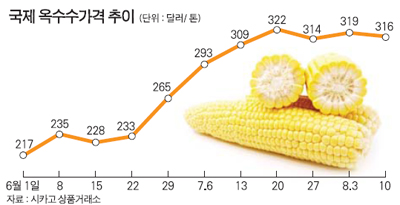 국제 옥수수가격 추이 (단위 : 달러/ 톤)
217 235 228 233 265 293 309 322 314 319 316
6월 1일 8 15 22 29 7.6 13 20 27 8.3 10
자료 : 시카고 상품거래소